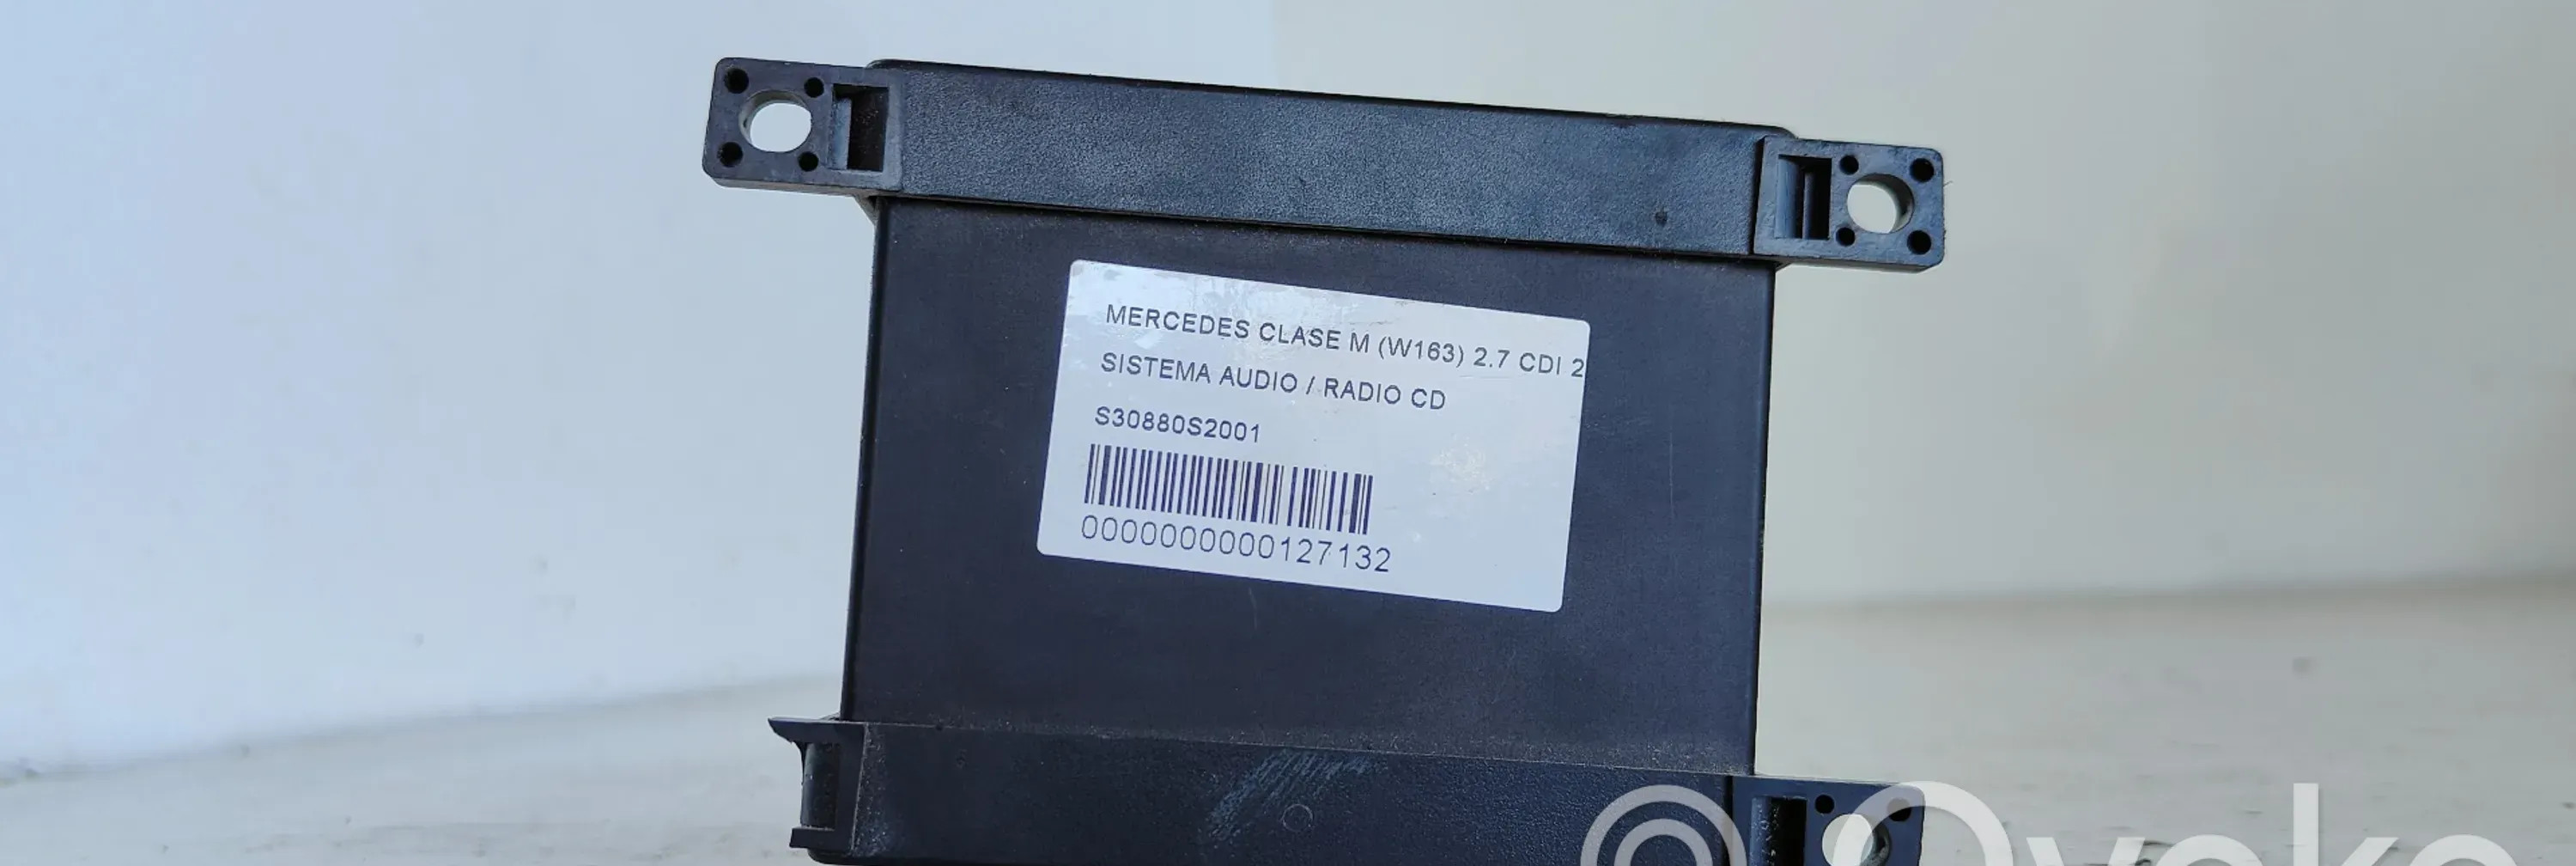 MERCEDES CLASE M (W163) 2.7 CDI 2
SISTEMA AUDIO / RADIO CD
S30880S2001
0000000000127132